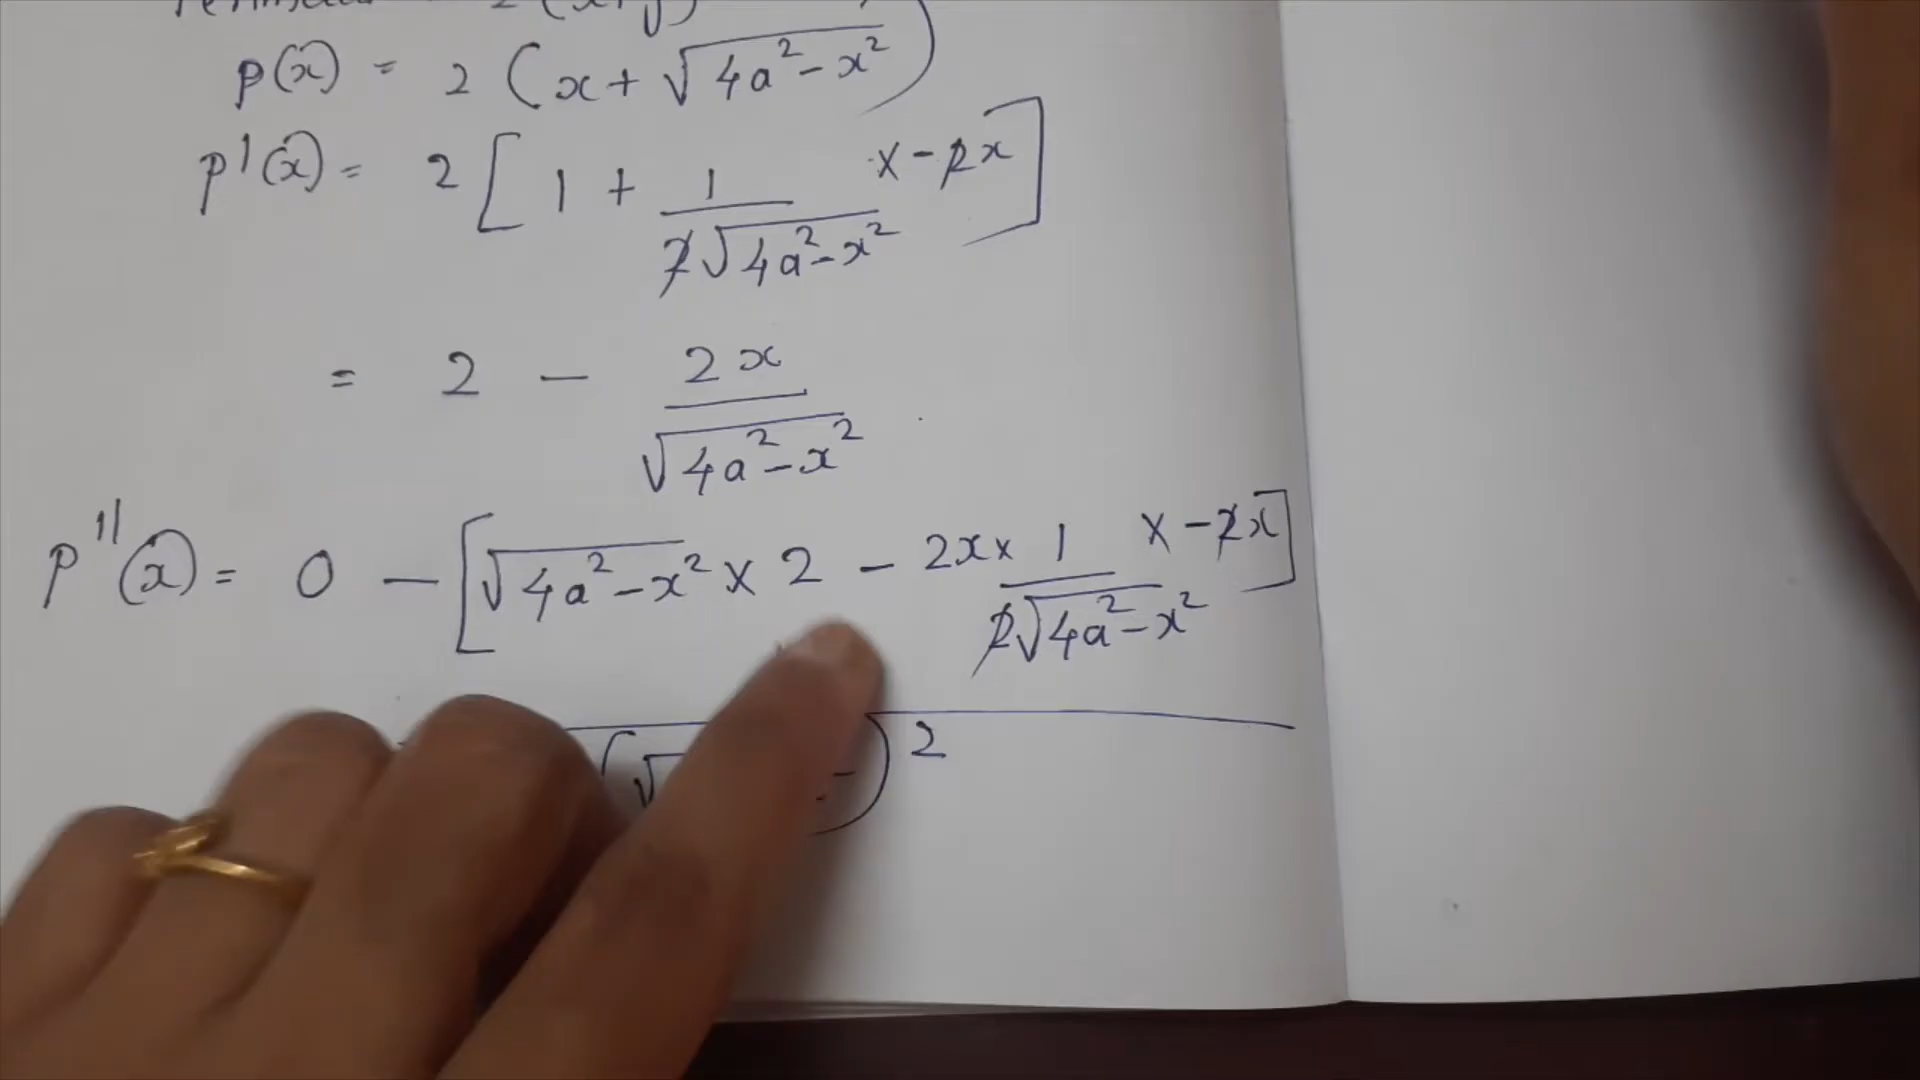 2(x+y)
p(x) = 2 (x + √4a²-x²)
p'(x) = 2 [ 1 + 1/2√4a²-x² x -2x ]
= 2 - 2x/√4a²-x²
p''(x) = 0 - [ √4a²-x² x 2 - 2x x 1/2√4a²-x² x -2x ]
(√ )²